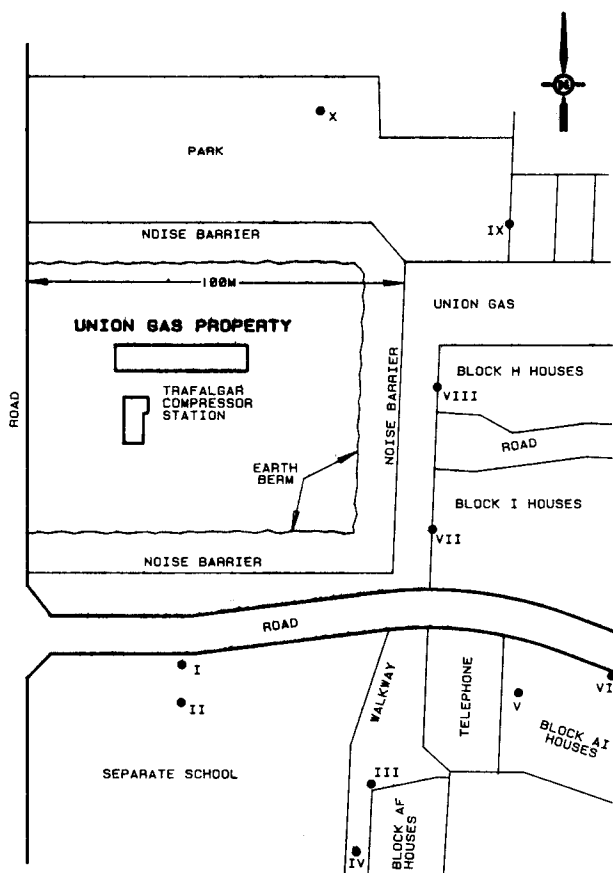 N
X
PARK
NOISE BARRIER
IX
100M
UNION GAS
UNION GAS PROPERTY
BLOCK H HOUSES
TRAFALGAR
COMPRESSOR
STATION
VIII
ROAD
NOISE BARRIER
ROAD
EARTH
BERM
BLOCK I HOUSES
VII
NOISE BARRIER
ROAD
I
WALKWAY
TELEPHONE
VI
II
V
BLOCK AI
HOUSES
SEPARATE SCHOOL
III
BLOCK AF
HOUSES
IV